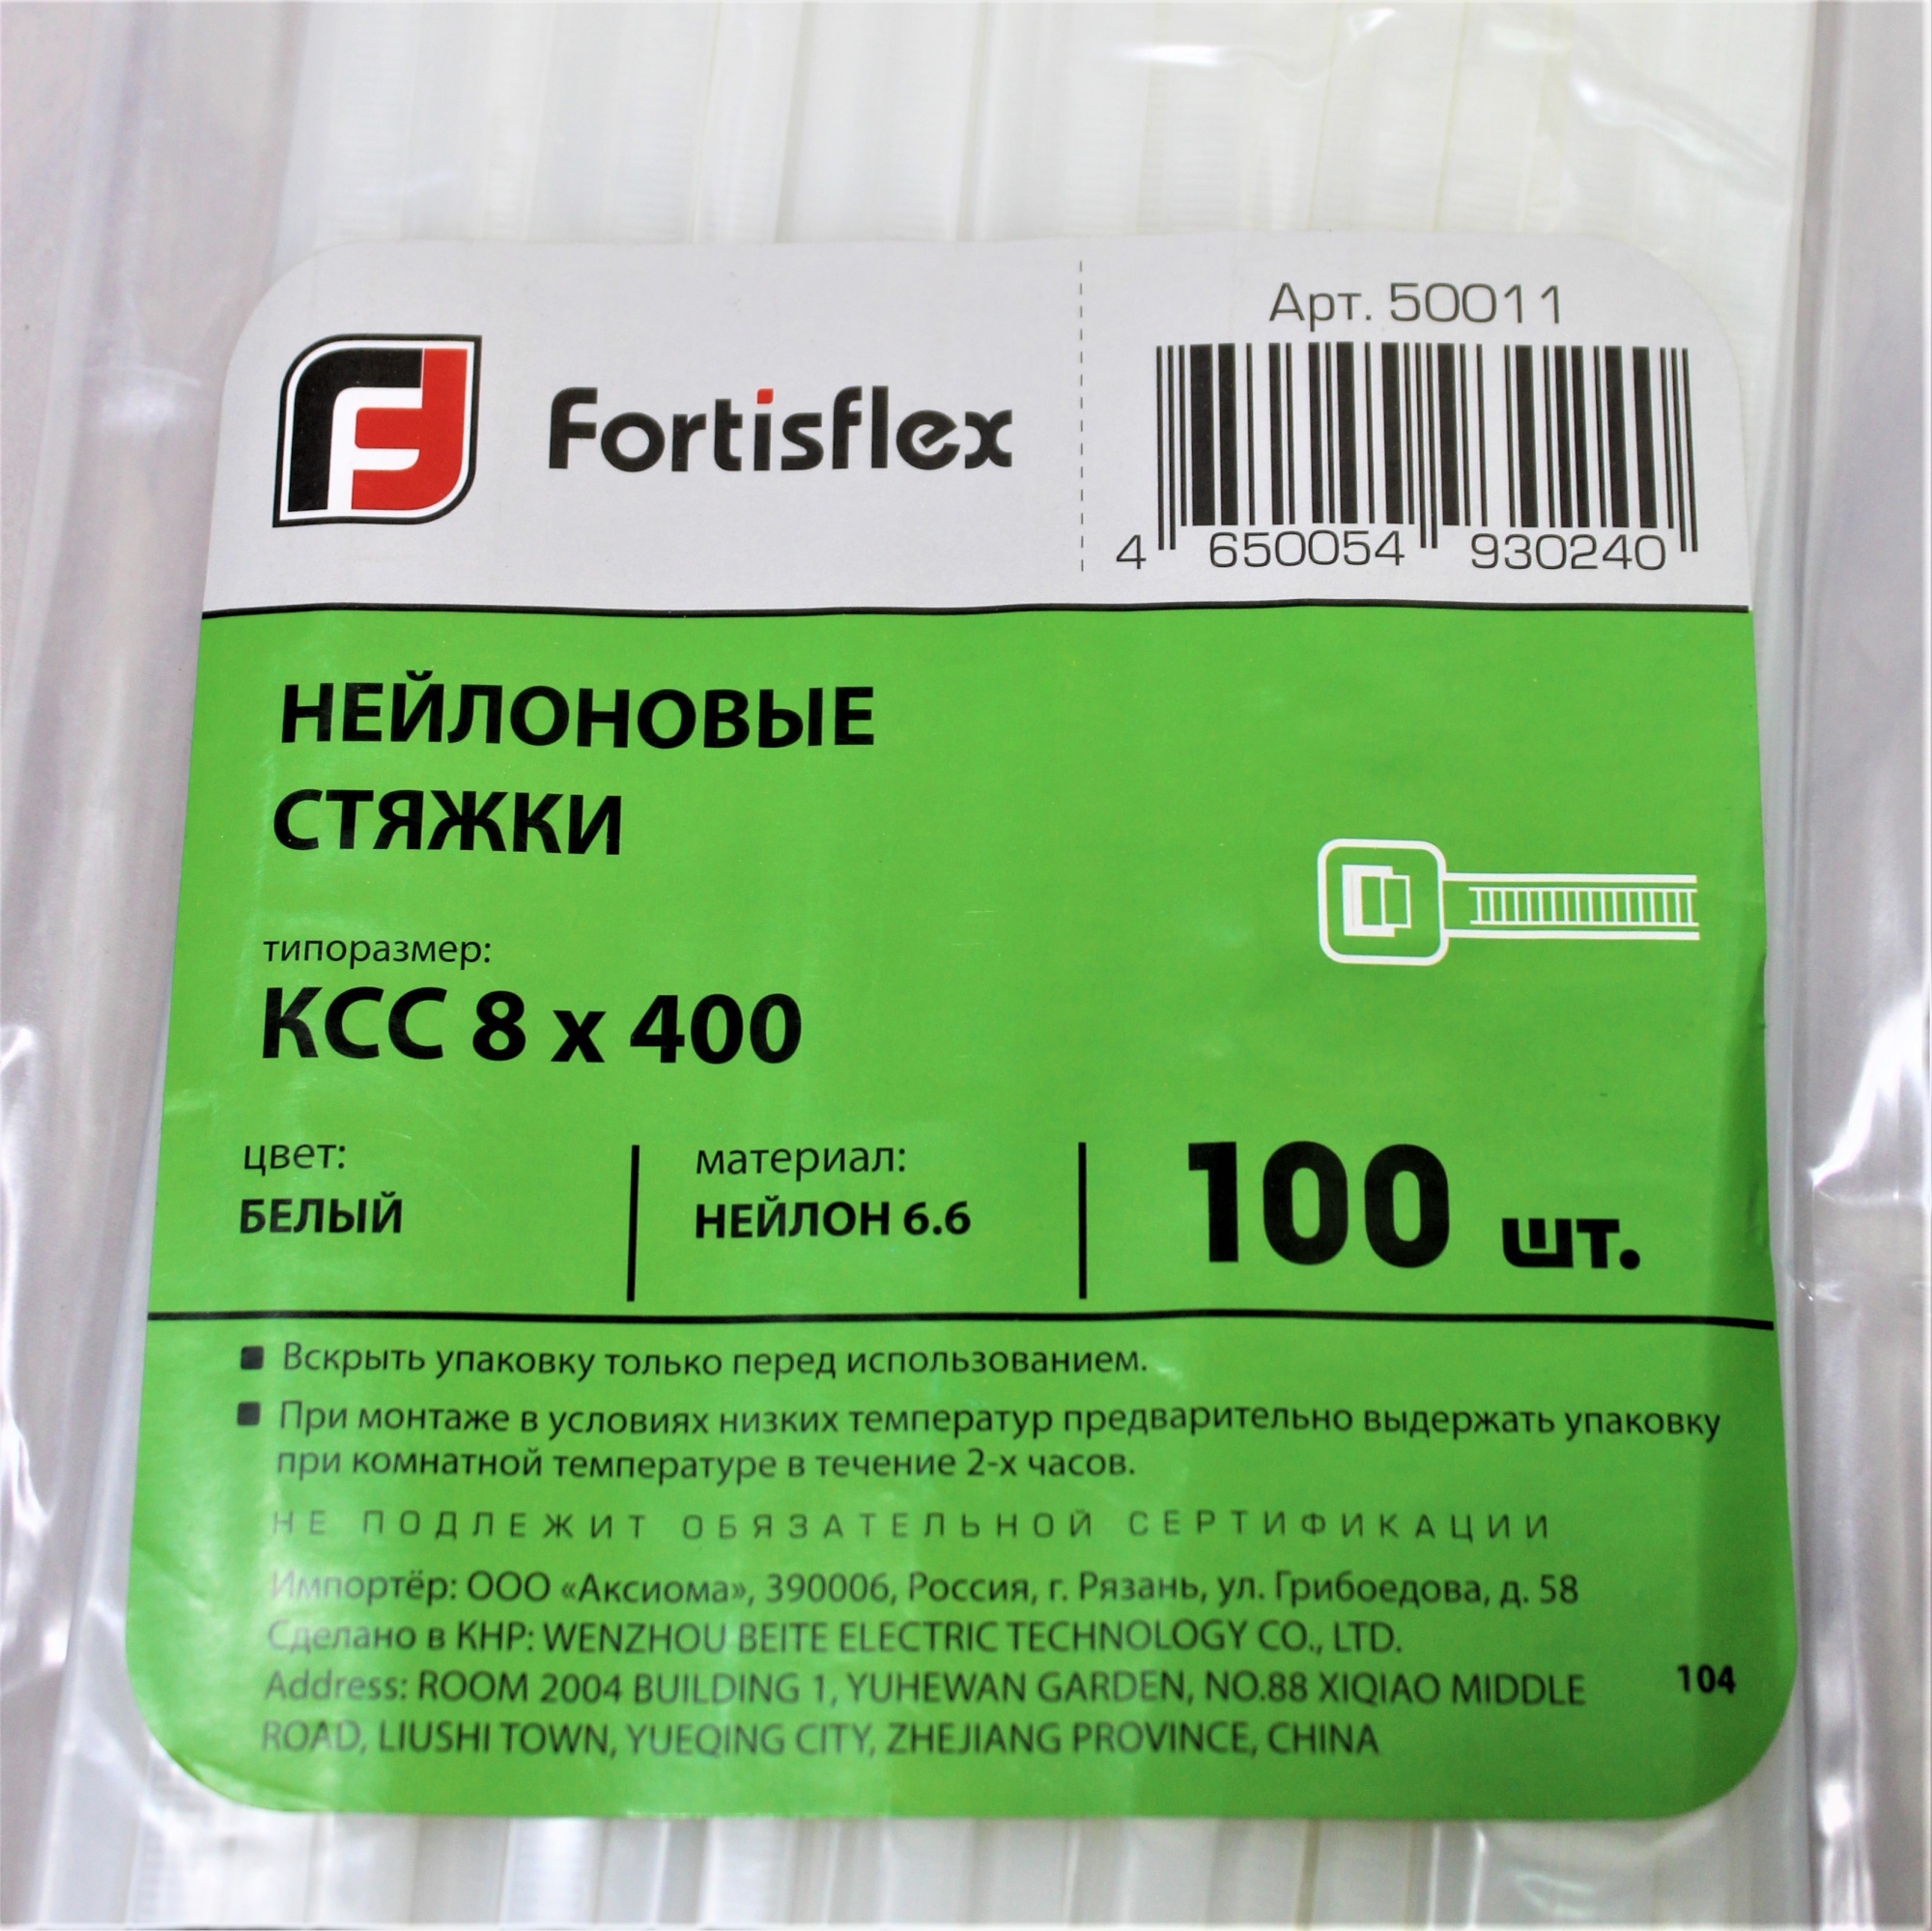 Fortisflex
Арт. 50011
4 650054 930240
НЕЙЛОНОВЫЕ
СТЯЖКИ
типоразмер:
КСС 8 х 400
цвет:
БЕЛЫЙ
материал:
НЕЙЛОН 6.6
100 шт.
Вскрыть упаковку только перед использованием.
При монтаже в условиях низких температур предварительно выдержать упаковку
при комнатной температуре в течение 2-х часов.
НЕ ПОДЛЕЖИТ ОБЯЗАТЕЛЬНОЙ СЕРТИФИКАЦИИ
Импортёр: ООО «Аксиома», 390006, Россия, г. Рязань, ул. Грибоедова, д. 58
Сделано в КНР: WENZHOU BEITE ELECTRIC TECHNOLOGY CO., LTD.
Address: ROOM 2004 BUILDING 1, YUHEWAN GARDEN, NO.88 XIQIAO MIDDLE
ROAD, LIUSHI TOWN, YUEQING CITY, ZHEJIANG PROVINCE, CHINA
104